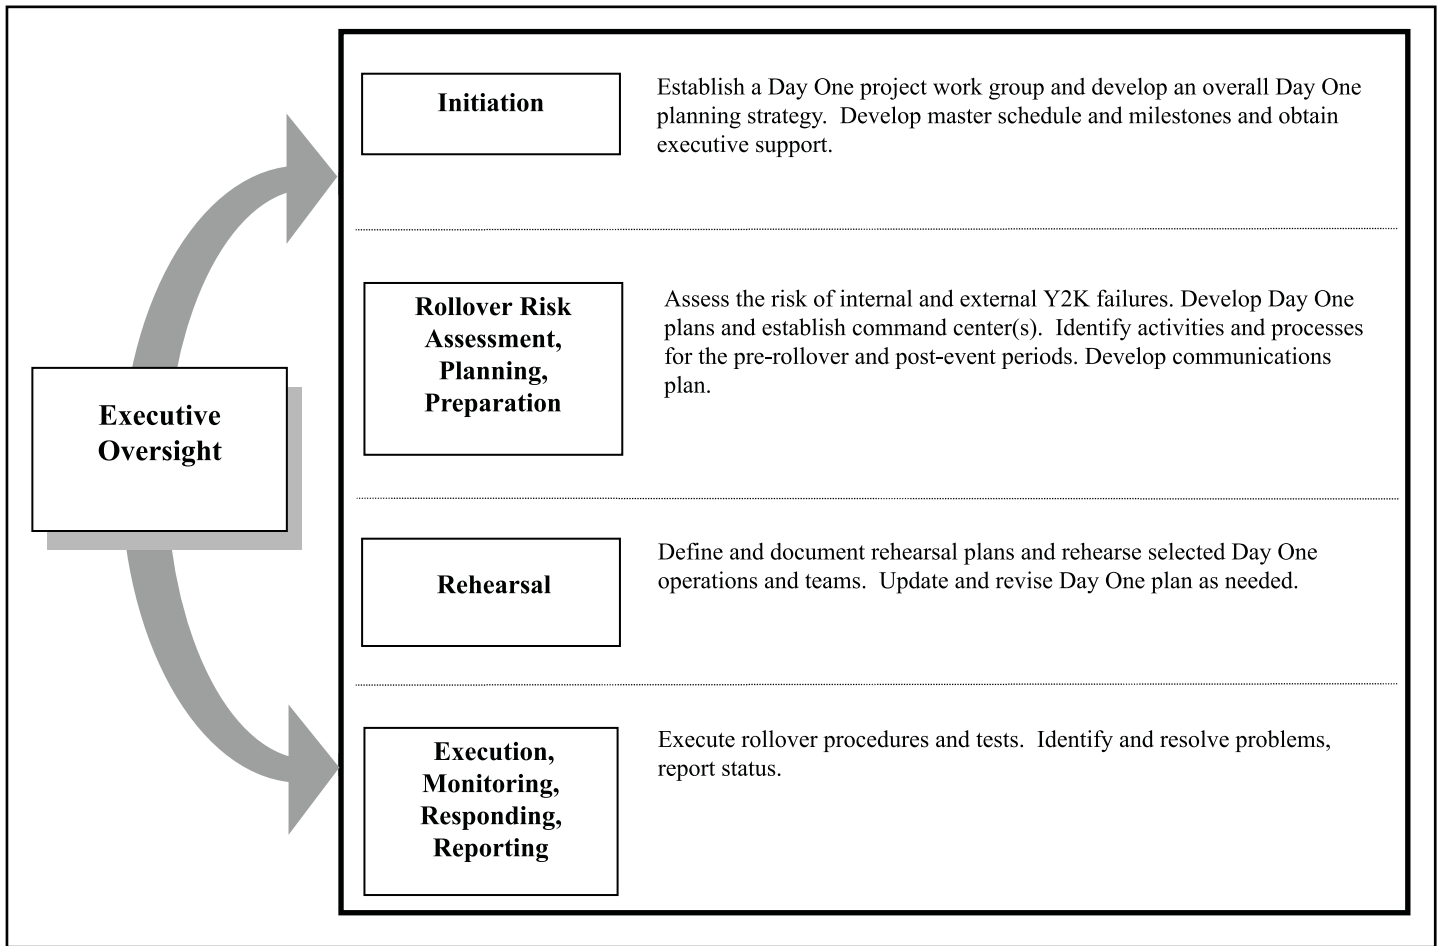 Initiation
Establish a Day One project work group and develop an overall Day One
planning strategy.  Develop master schedule and milestones and obtain
executive support.
Rollover Risk
Assessment,
Planning,
Preparation
Assess the risk of internal and external Y2K failures. Develop Day One
plans and establish command center(s).  Identify activities and processes
for the pre-rollover and post-event periods. Develop communications
plan.
Executive
Oversight
Rehearsal
Define and document rehearsal plans and rehearse selected Day One
operations and teams.  Update and revise Day One plan as needed.
Execution,
Monitoring,
Responding,
Reporting
Execute rollover procedures and tests.  Identify and resolve problems,
report status.